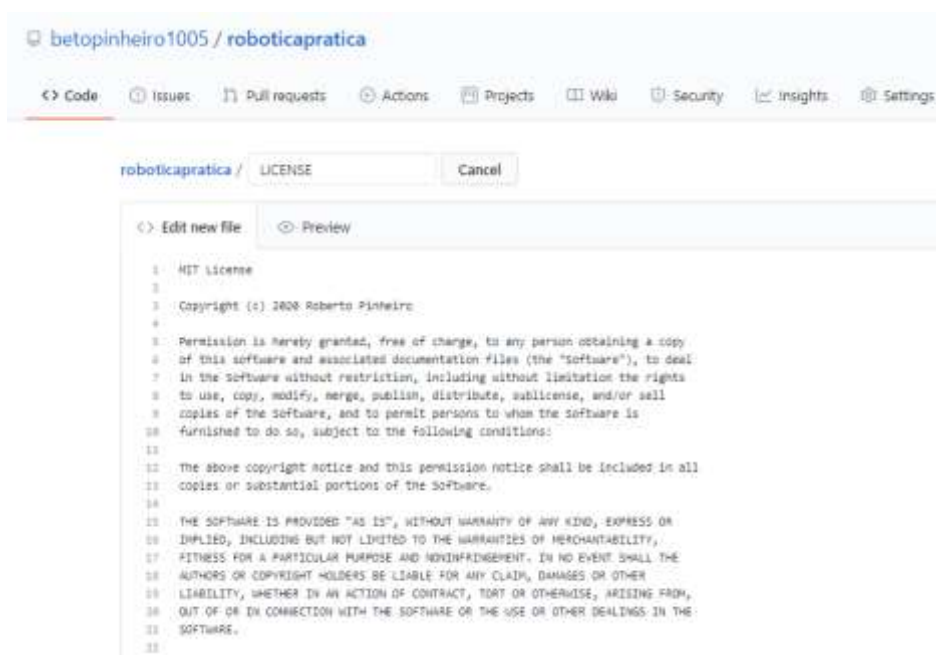 betopinheiro1005 / roboticapratica
<> Code Issues Pull requests Actions Projects Wiki Security Insights Settings
roboticapratica / LICENSE Cancel
<> Edit new file Preview
1 MIT License
2
3 Copyright (c) 2020 Roberto Pinheiro
4
5 Permission is hereby granted, free of charge, to any person obtaining a copy
6 of this software and associated documentation files (the "Software"), to deal
7 in the Software without restriction, including without limitation the rights
8 to use, copy, modify, merge, publish, distribute, sublicense, and/or sell
9 copies of the Software, and to permit persons to whom the Software is
10 furnished to do so, subject to the following conditions:
11
12 The above copyright notice and this permission notice shall be included in all
13 copies or substantial portions of the Software.
14
15 THE SOFTWARE IS PROVIDED "AS IS", WITHOUT WARRANTY OF ANY KIND, EXPRESS OR
16 IMPLIED, INCLUDING BUT NOT LIMITED TO THE WARRANTIES OF MERCHANTABILITY,
17 FITNESS FOR A PARTICULAR PURPOSE AND NONINFRINGEMENT. IN NO EVENT SHALL THE
18 AUTHORS OR COPYRIGHT HOLDERS BE LIABLE FOR ANY CLAIM, DAMAGES OR OTHER
19 LIABILITY, WHETHER IN AN ACTION OF CONTRACT, TORT OR OTHERWISE, ARISING FROM,
20 OUT OF OR IN CONNECTION WITH THE SOFTWARE OR THE USE OR OTHER DEALINGS IN THE
21 SOFTWARE.
22